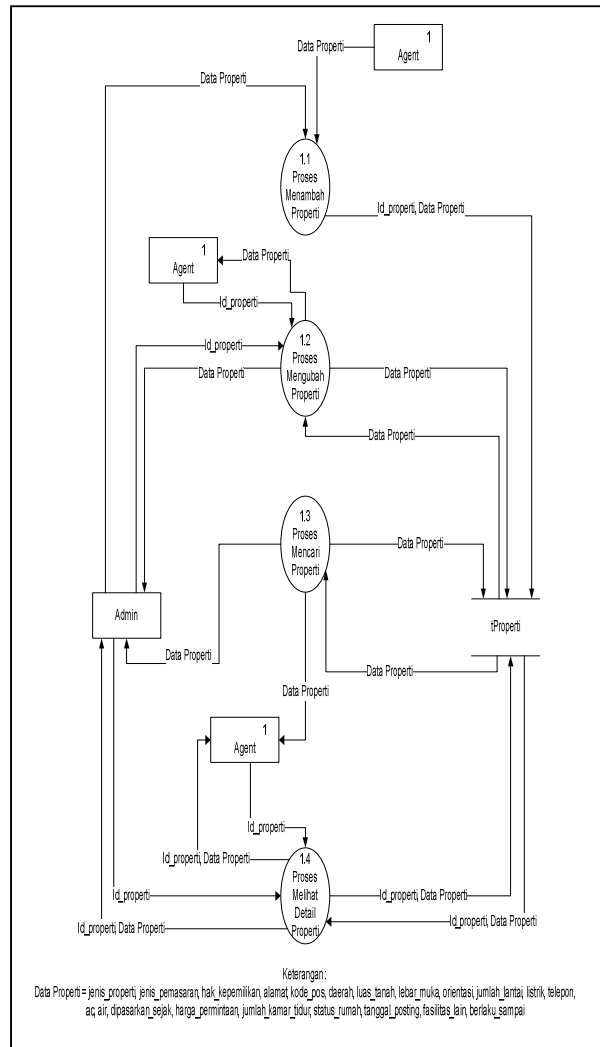 1
Data Properti
Agent
Data Properti
1.1
Proses
Menambah
Properti
Id_properti, Data Properti
1
Agent
Data Properti
Id_properti
Id_properti
1.2
Proses
Mengubah
Properti
Data Properti
Data Properti
Data Properti
1.3
Proses
Mencari
Properti
Data Properti
Admin
tProperti
Data Properti
Data Properti
Data Properti
1
Agent
Id_properti
Id_properti, Data Properti
1.4
Proses
Melihat
Detail
Properti
Id_properti
Id_properti, Data Properti
Id_properti, Data Properti
Id_properti, Data Properti
Keterangan :
Data Properti = jenis_properti, jenis_pemasaran, hak_kepemilikan, alamat, kode_pos, daerah, luas_tanah, lebar_muka, orientasi, jumlah_lantai, listrik, telepon,
ac, air, dipasarkan_sejak, harga_permintaan, jumlah_kamar_tidur, status_rumah, tanggal_posting, fasilitas_lain, berlaku_sampai